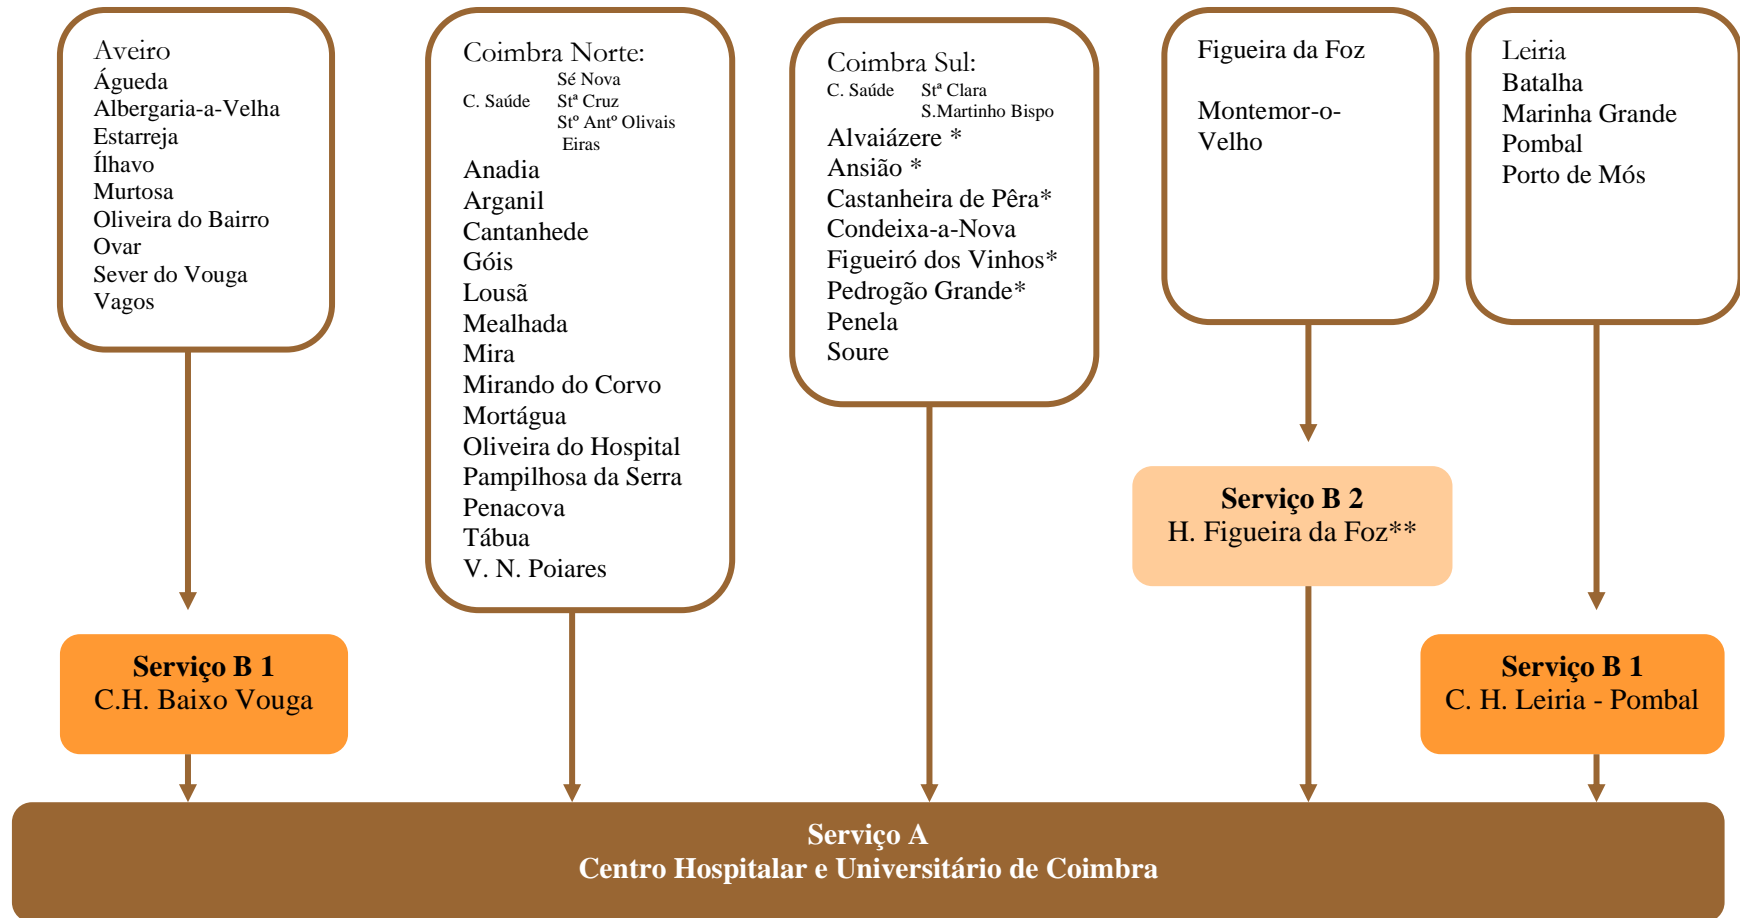 Aveiro
Águeda
Albergaria-a-Velha
Estarreja
Ílhavo
Murtosa
Oliveira do Bairro
Ovar
Sever do Vouga
Vagos
Coimbra Norte:
Sé Nova
C. Saúde Stª Cruz
Stº Antº Olivais
Eiras
Anadia
Arganil
Cantanhede
Góis
Lousã
Mealhada
Mira
Mirando do Corvo
Mortágua
Oliveira do Hospital
Pampilhosa da Serra
Penacova
Tábua
V. N. Poiares
Coimbra Sul:
C. Saúde Stª Clara
S.Martinho Bispo
Alvaiázere *
Ansião *
Castanheira de Pêra*
Condeixa-a-Nova
Figueiró dos Vinhos*
Pedrogão Grande*
Penela
Soure
Figueira da Foz
Montemor-o-
Velho
Leiria
Batalha
Marinha Grande
Pombal
Porto de Mós
Serviço B 2
H. Figueira da Foz**
Serviço B 1
C.H. Baixo Vouga
Serviço B 1
C. H. Leiria - Pombal
Serviço A
Centro Hospitalar e Universitário de Coimbra